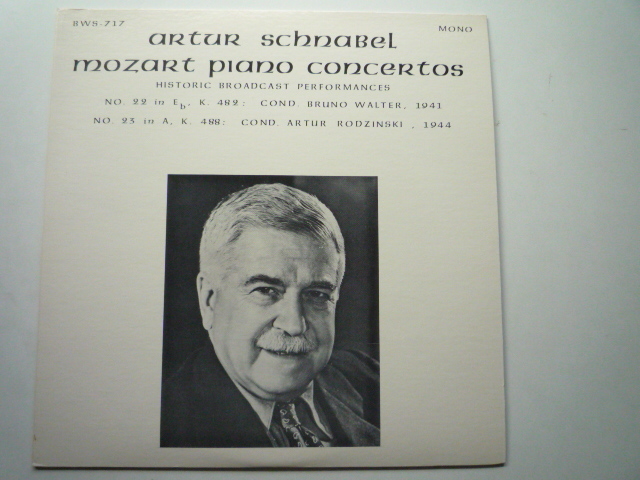 BWS-717
MONO
artur schnabel
mozart piano concertos
HISTORIC BROADCAST PERFORMANCES
NO. 22 in Eb, K. 482: COND. BRUNO WALTER, 1941
NO. 23 in A, K. 488: COND. ARTUR RODZINSKI , 1944